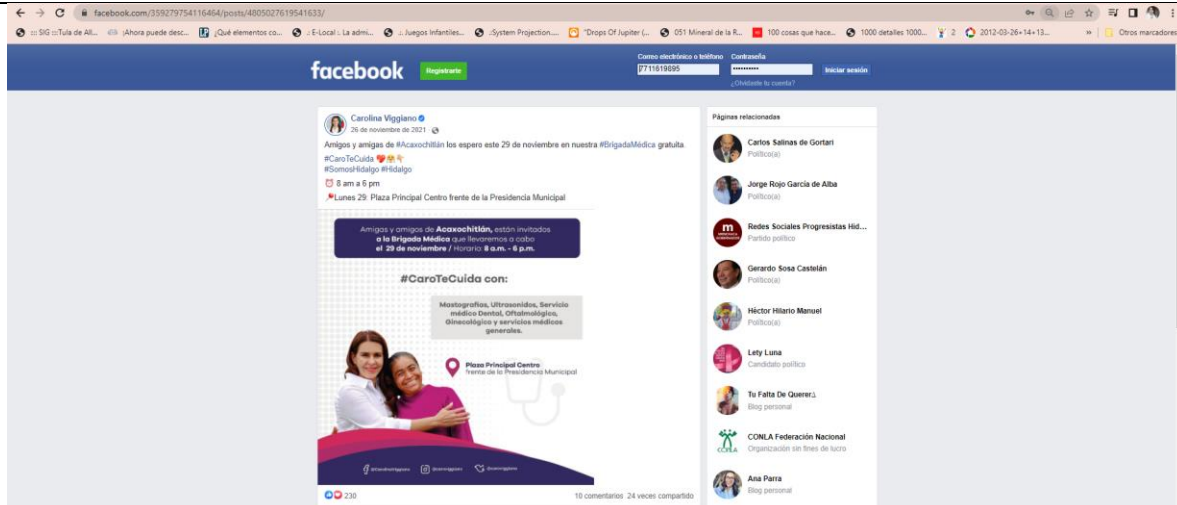 facebook.com/359279754116464/posts/4805027619541633/
::: SIG :::Tula de All...
¡Ahora puede desc...
¿Qué elementos co...
.: E-Local :. La admi...
.:. Juegos Infantiles...
.:System Projection....
"Drops Of Jupiter (...
051 Mineral de la R...
100 cosas que hace...
1000 detalles 1000...
2
2012-03-26+14+13...
»
Otros marcadores
facebook
Registrarte
Correo electrónico o teléfono
Contraseña
7711619695
••••••••••
Iniciar sesión
¿Olvidaste tu cuenta?
Carolina Viggiano
26 de noviembre de 2021 ·
Amigos y amigas de #Acaxochitlán los espero este 29 de noviembre en nuestra #BrigadaMédica gratuita.
#CaroTeCuida
#SomosHidalgo #Hidalgo
8 am a 6 pm
Lunes 29: Plaza Principal Centro frente de la Presidencia Municipal
Amigas y amigos de Acaxochitlán, están invitados
a la Brigada Médica que llevaremos a cabo
el 29 de noviembre / Horario: 8 a.m. - 6 p.m.
#CaroTeCuida con:
Mastografías, Ultrasonidos, Servicio
médico Dental, Oftalmológico,
Ginecológico y servicios médicos
generales.
Plaza Principal Centro
frente de la Presidencia Municipal
230
10 comentarios 24 veces compartido
Páginas relacionadas
Carlos Salinas de Gortari
Político(a)
Jorge Rojo García de Alba
Político(a)
Redes Sociales Progresistas Hid...
Partido político
Gerardo Sosa Castelán
Político(a)
Héctor Hilario Manuel
Político(a)
Lety Luna
Candidato político
Tu Falta De Querer
Blog personal
CONLA Federación Nacional
Organización sin fines de lucro
Ana Parra
Blog personal